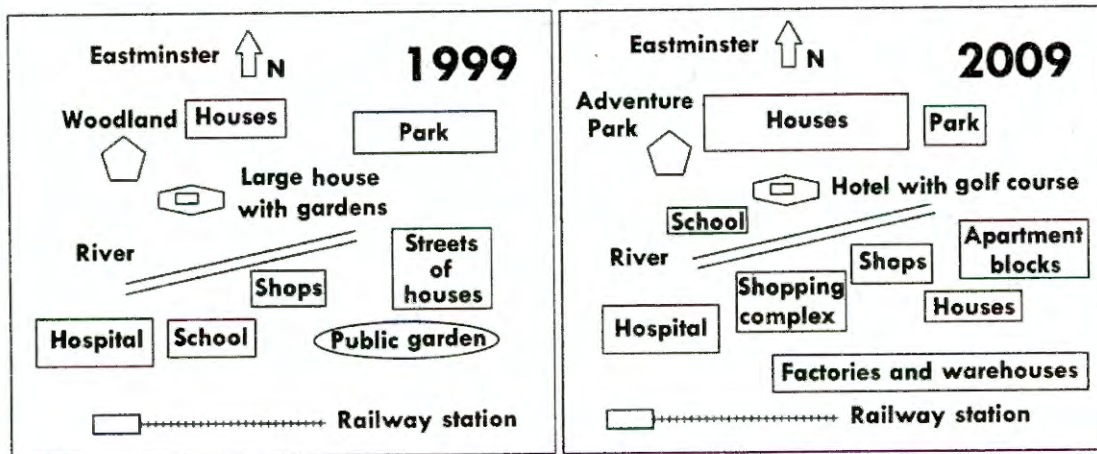 Eastminster
N
1999
Woodland
Houses
Park
Large house
with gardens
River
Streets
of
houses
Shops
Hospital
School
Public garden
Railway station
Eastminster
N
2009
Adventure
Park
Houses
Park
Hotel with golf course
School
River
Apartment
blocks
Shops
Shopping
complex
Houses
Hospital
Factories and warehouses
Railway station